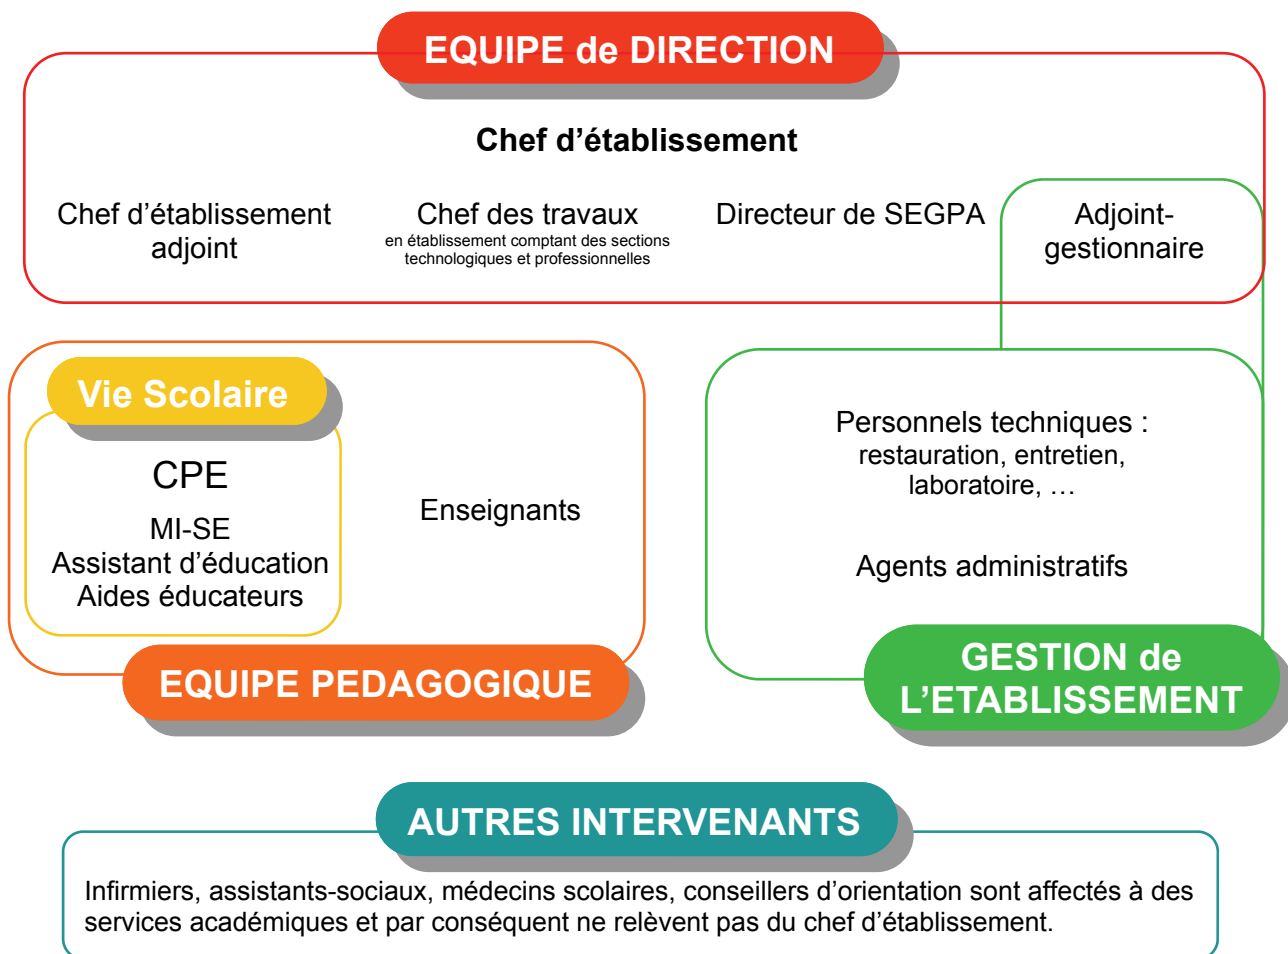 EQUIPE de DIRECTION
Chef d’établissement
Chef d’établissement
adjoint
Chef des travaux
en établissement comptant des sections
technologiques et professionnelles
Directeur de SEGPA
Adjoint-
gestionnaire
Vie Scolaire
CPE
MI-SE
Assistant d’éducation
Aides éducateurs
Enseignants
EQUIPE PEDAGOGIQUE
Personnels techniques :
restauration, entretien,
laboratoire, …
Agents administratifs
GESTION de
L’ETABLISSEMENT
AUTRES INTERVENANTS
Infirmiers, assistants-sociaux, médecins scolaires, conseillers d’orientation sont affectés à des
services académiques et par conséquent ne relèvent pas du chef d’établissement.